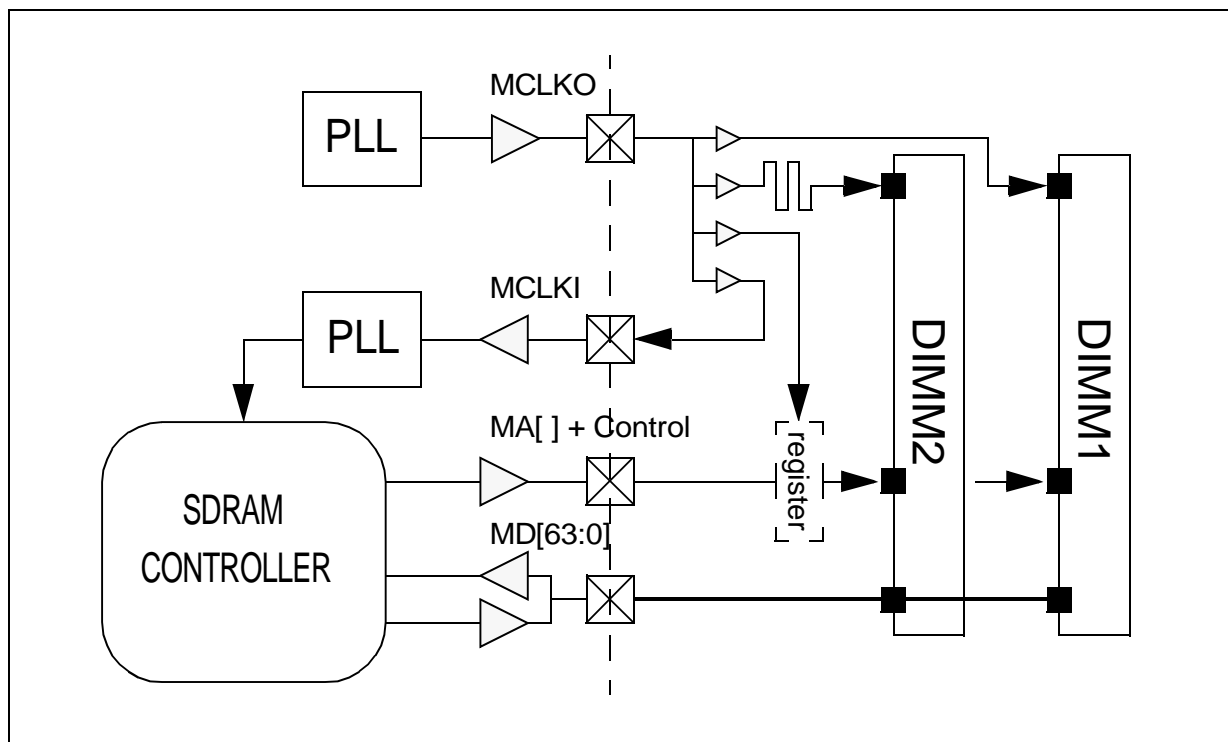 MCLKO
PLL
MCLKI
PLL
MA[ ] + Control
register
DIMM2
DIMM1
SDRAM
CONTROLLER
MD[63:0]